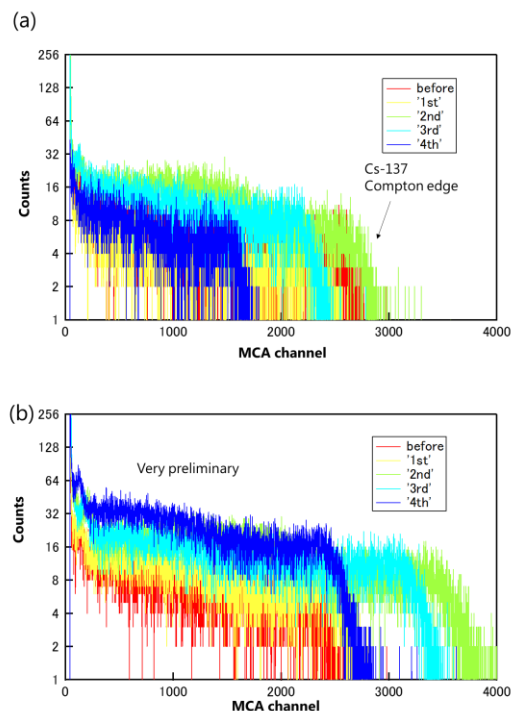 (a)
256
128
64
32
16
8
4
2
1
Counts
before
'1st'
'2nd'
'3rd'
'4th'
Cs-137
Compton edge
0
1000
2000
3000
4000
MCA channel
(b)
256
128
64
32
16
8
4
2
1
Counts
Very preliminary
before
'1st'
'2nd'
'3rd'
'4th'
0
1000
2000
3000
4000
MCA channel